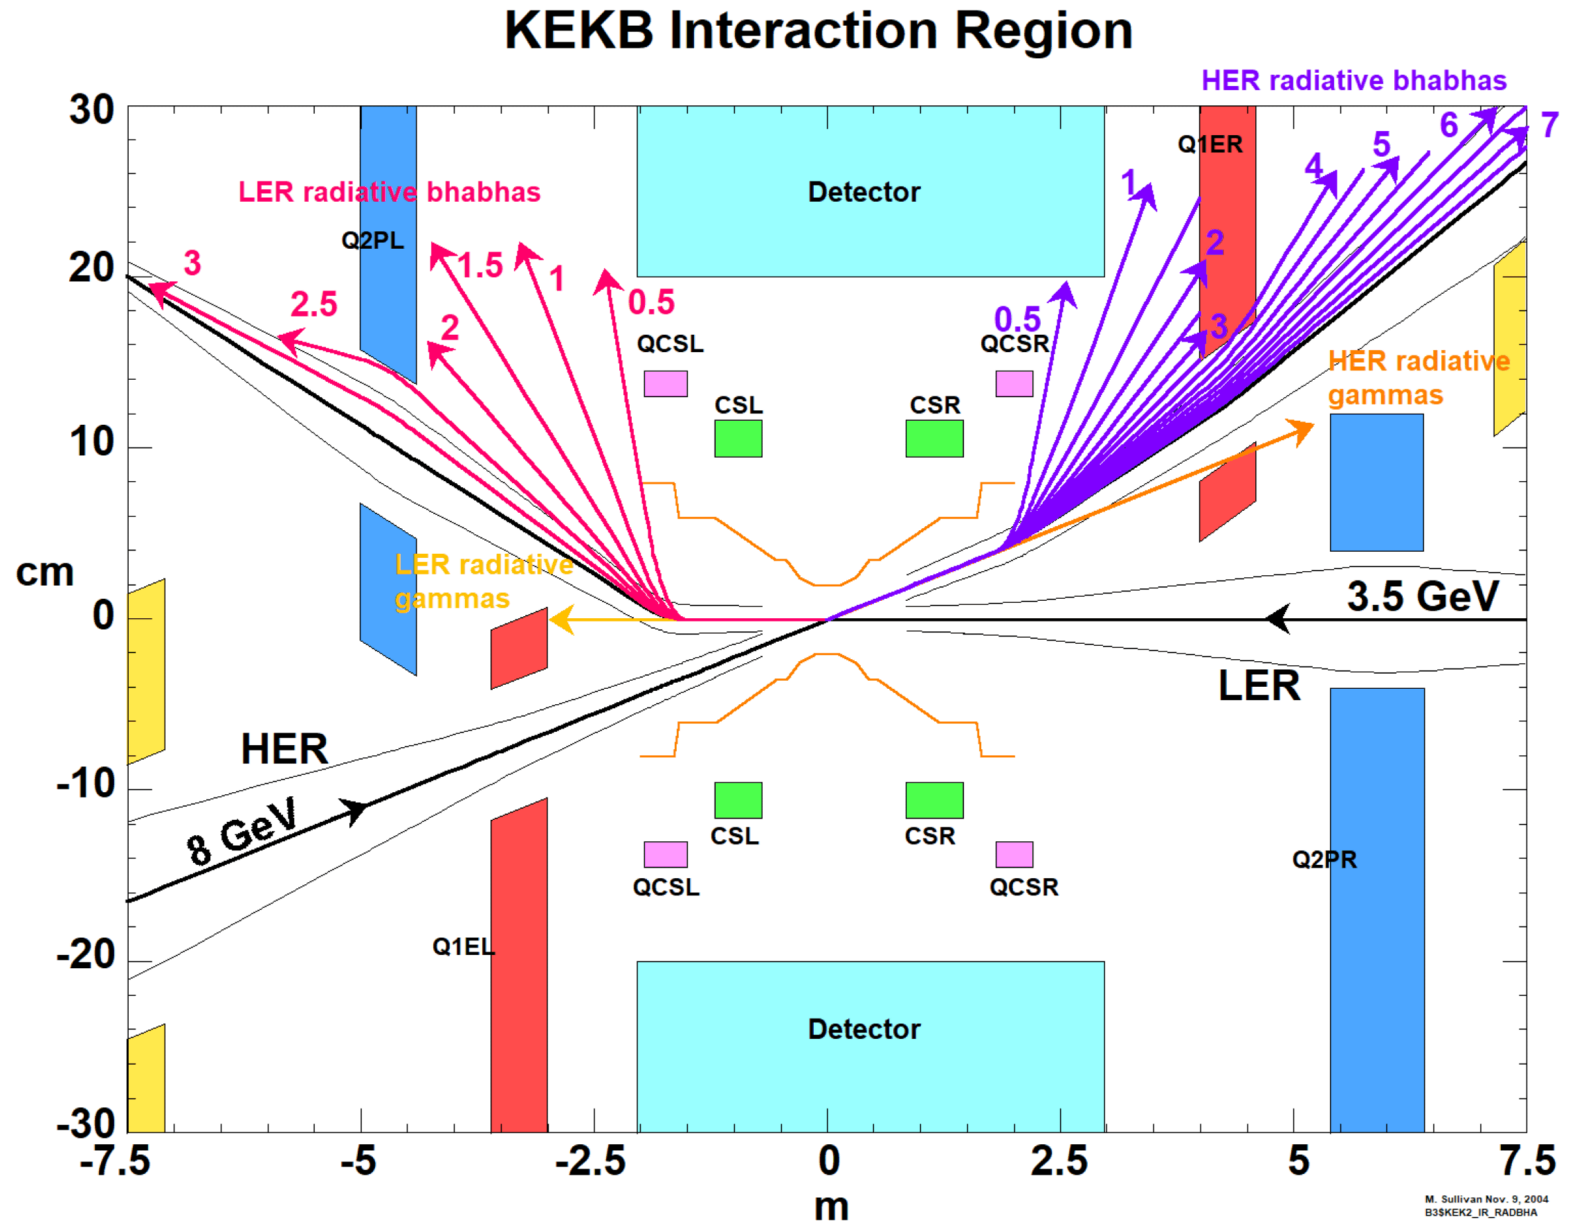 KEKB Interaction Region
HER radiative bhabhas
30
20
10
0
-10
-20
-30
cm
-7.5
-5
-2.5
0
2.5
5
7.5
m
LER radiative bhabhas
Q2PL
3
2.5
2
1.5
1
0.5
Detector
Q1ER
0.5
1
2
3
4
5
6
7
QCSL
QCSR
CSL
CSR
HER radiative
gammas
LER radiative
gammas
3.5 GeV
LER
HER
8 GeV
CSL
CSR
QCSL
QCSR
Q2PR
Q1EL
Detector
M. Sullivan Nov. 9, 2004
B3$KEK2_IR_RADBHA